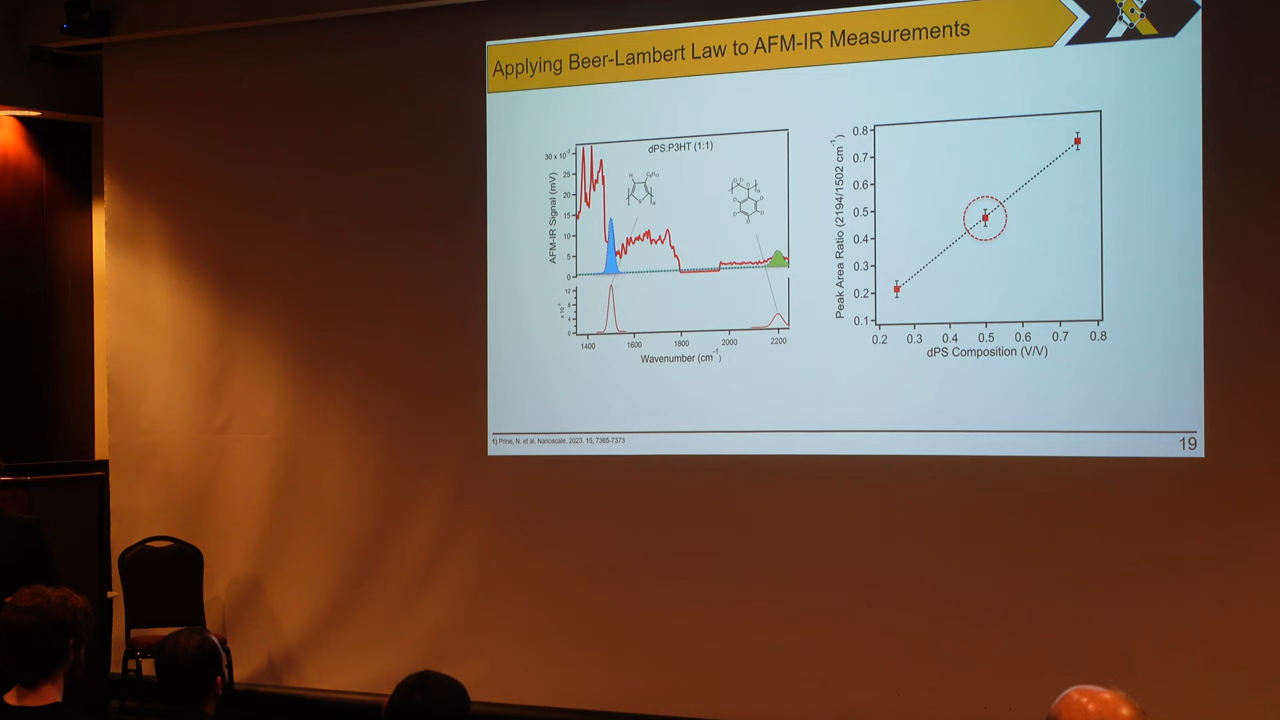 Applying Beer-Lambert Law to AFM-IR Measurements
dPS:P3HT (1:1)
30 x 10⁻³
25
20
15
10
5
0
AFM-IR Signal (mV)
H
C₆H₁₃
S
n
D D
D
n
D
D
D
D
D
12
8
4
0
x 10⁻³
1400
1600
1800
2000
2200
Wavenumber (cm⁻¹)
0.8
0.7
0.6
0.5
0.4
0.3
0.2
0.1
Peak Area Ratio (2194/1502 cm⁻¹)
0.2
0.3
0.4
0.5
0.6
0.7
0.8
dPS Composition (V/V)
1) Prine, N. et al. Nanoscale. 2023. 15, 7365-7373
19